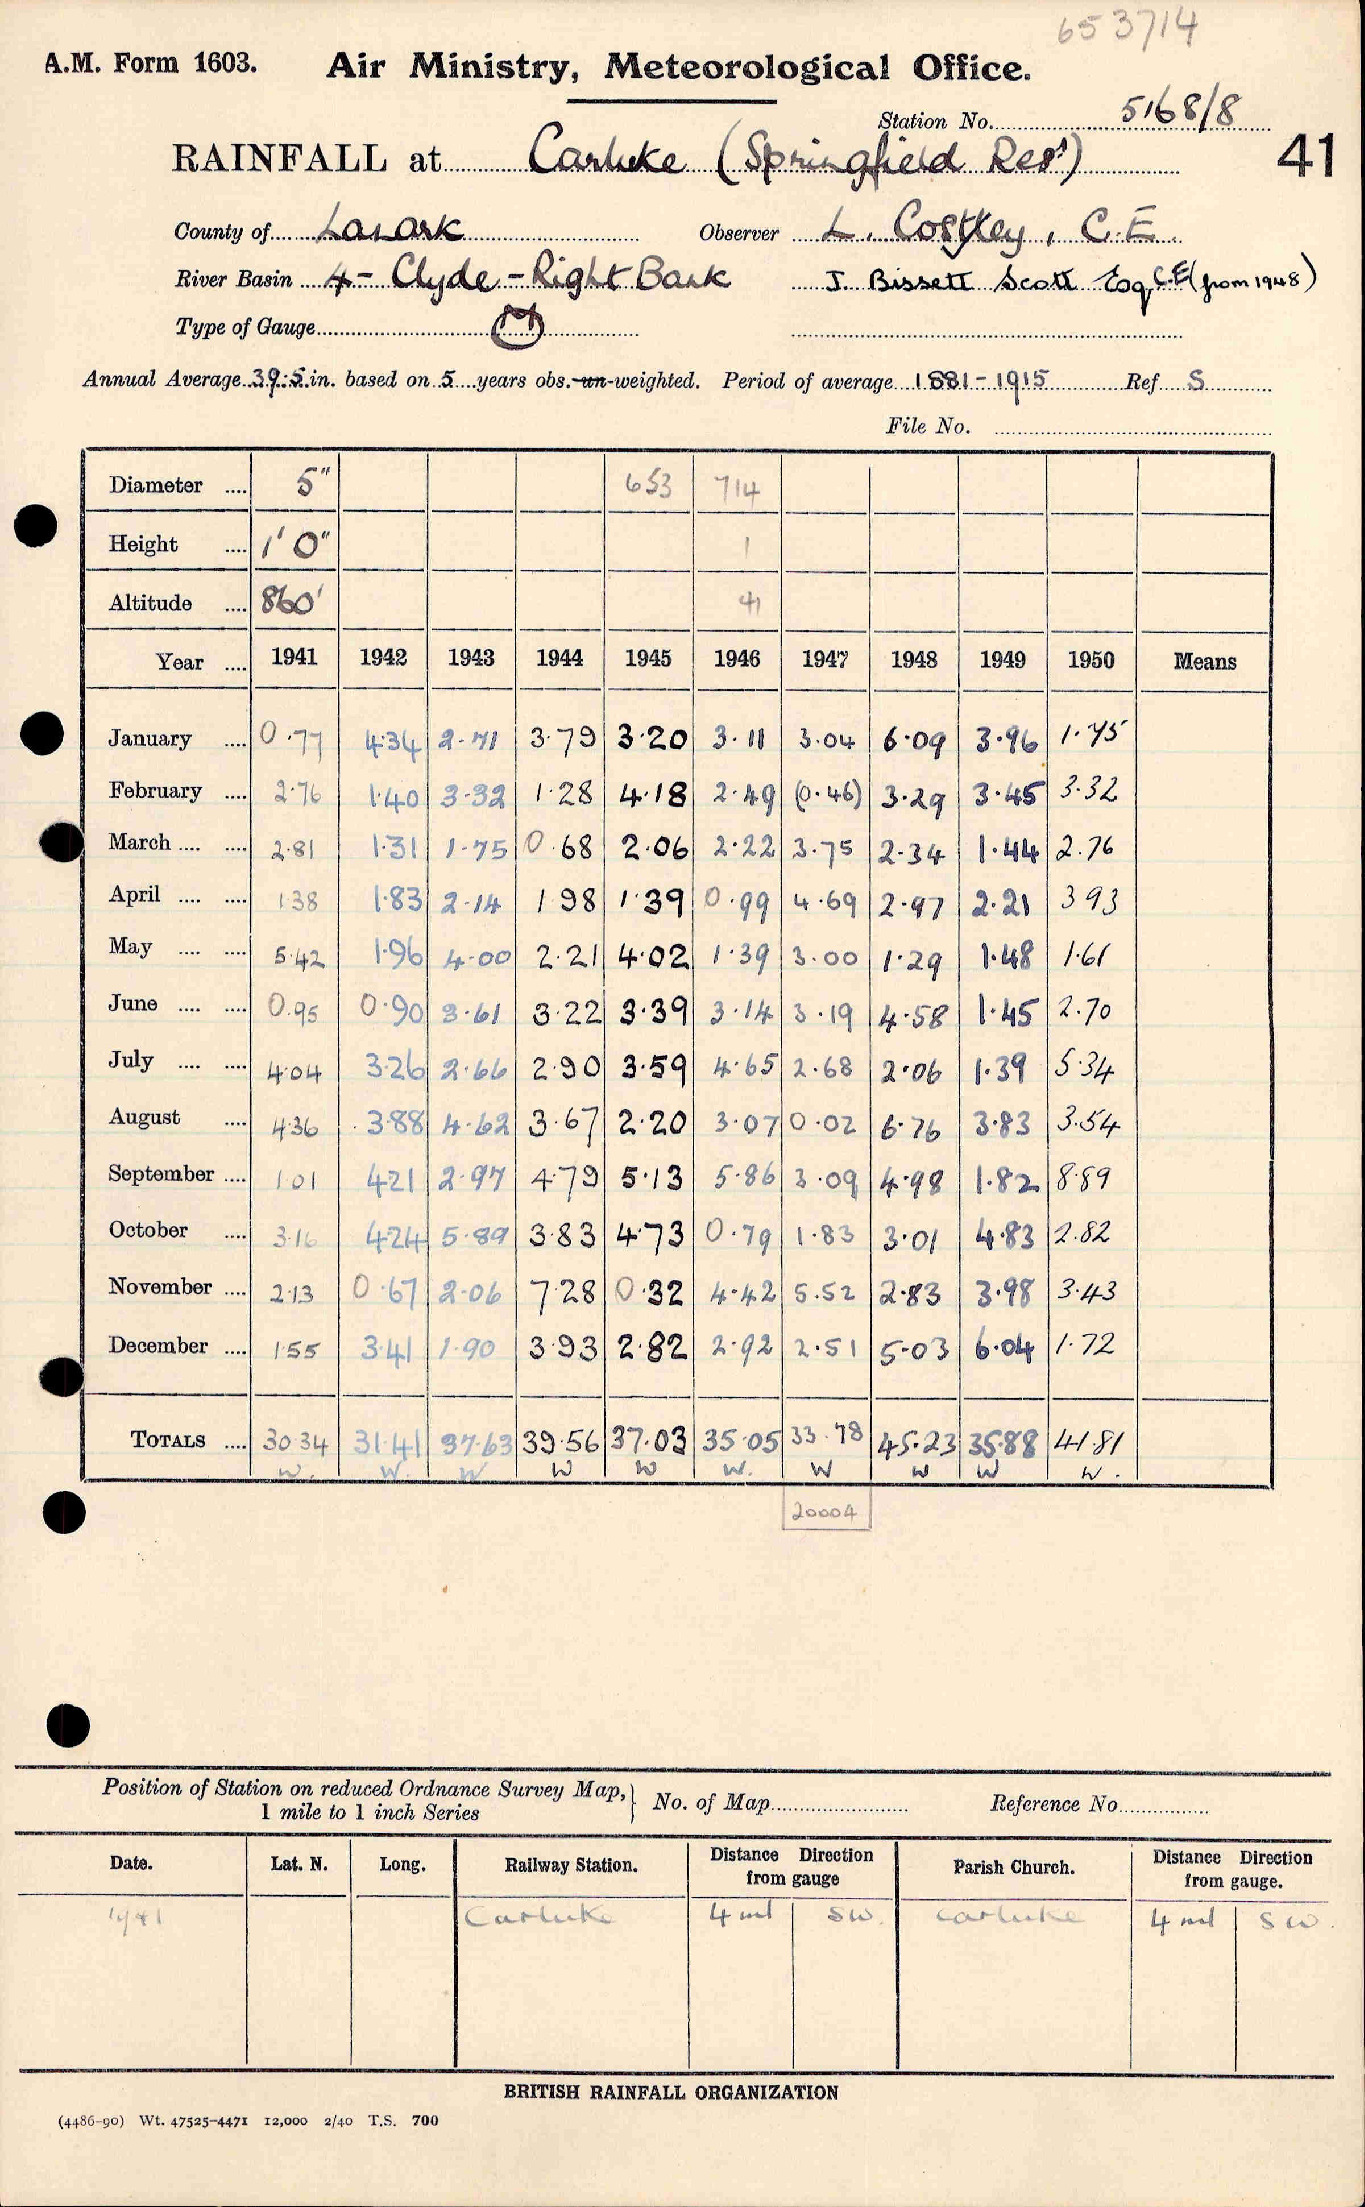 653714
A.M. Form 1603. Air Ministry, Meteorological Office.
Station No. 5168/8
RAINFALL at Carluke (Springfield Resr) 41
County of Lanark Observer L. Costley, C.E.
River Basin 4 - Clyde - Right Bank J. Bissett Scott Esq C.E (from 1948)
Type of Gauge M
Annual Average 39.5 in. based on 5 years obs. un-weighted. Period of average 1881-1915 Ref S
File No.
Diameter .... 5" 653 714
Height .... 1' 0" 1
Altitude .... 860' 41
Year .... 1941 1942 1943 1944 1945 1946 1947 1948 1949 1950 Means
January .... 0.77 4.34 2.71 3.79 3.20 3.11 3.04 6.09 3.96 1.75
February .... 2.76 1.40 3.32 1.28 4.18 2.49 (0.46) 3.29 3.45 3.32
March .... .... 2.81 1.31 1.75 0.68 2.06 2.22 3.75 2.34 1.44 2.76
April .... .... 1.38 1.83 2.14 1.98 1.39 0.99 4.69 2.97 2.21 3.93
May .... .... 5.42 1.96 4.00 2.21 4.02 1.39 3.00 1.29 1.48 1.61
June .... .... 0.95 0.90 3.61 3.22 3.39 3.14 3.19 4.58 1.45 2.70
July .... .... 4.04 3.26 2.66 2.90 3.59 4.65 2.68 2.06 1.39 5.34
August .... 4.36 3.88 4.62 3.67 2.20 3.07 0.02 6.76 3.83 3.54
September .... 1.01 4.21 2.97 4.79 5.13 5.86 3.09 4.98 1.82 8.89
October .... 3.16 4.24 5.89 3.83 4.73 0.79 1.83 3.01 4.83 2.82
November .... 2.13 0.67 2.06 7.28 0.32 4.42 5.52 2.83 3.98 3.43
December .... 1.55 3.41 1.90 3.93 2.82 2.92 2.51 5.03 6.04 1.72
TOTALS .... 30.34 31.41 37.63 39.56 37.03 35.05 33.78 45.23 35.88 41.81
W. W. W W W W. W W W W.
20004
Position of Station on reduced Ordnance Survey Map, 1 mile to 1 inch Series } No. of Map Reference No
Date. Lat. N. Long. Railway Station. Distance Direction from gauge Parish Church. Distance Direction from gauge.
1941 Carluke 4 ml SW. Carluke 4 ml SW.
BRITISH RAINFALL ORGANIZATION
(4486-90) Wt. 47525-4471 12,000 2/40 T.S. 700